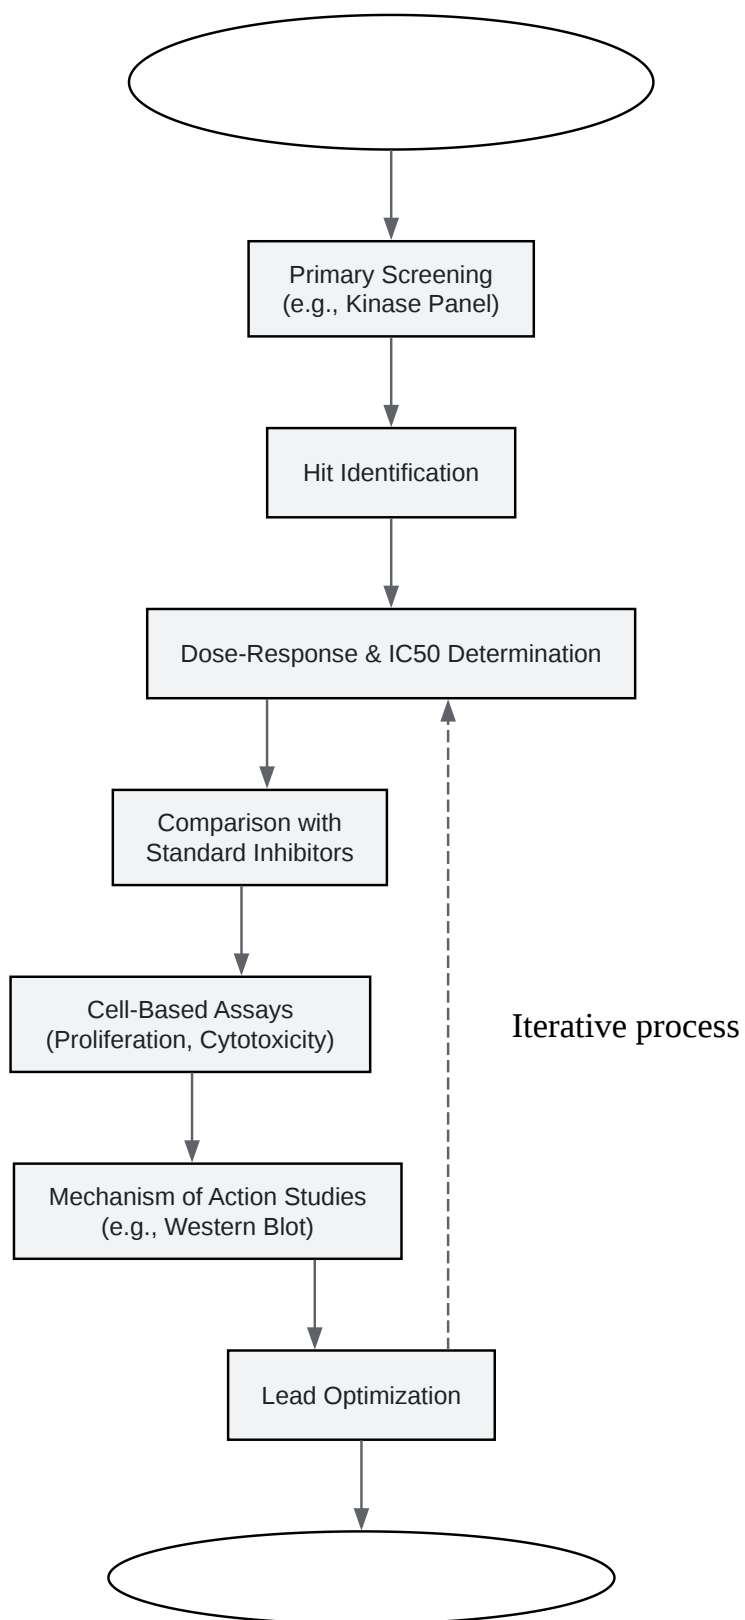 Primary Screening
(e.g., Kinase Panel)
Hit Identification
Dose-Response & IC50 Determination
Comparison with
Standard Inhibitors
Cell-Based Assays
(Proliferation, Cytotoxicity)
Iterative process
Mechanism of Action Studies
(e.g., Western Blot)
Lead Optimization